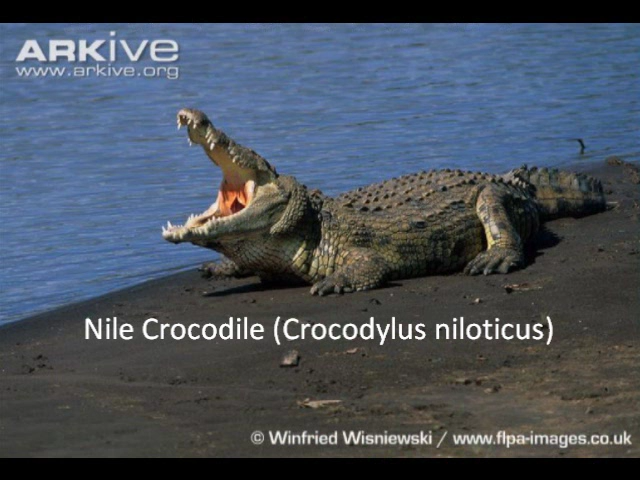 ARKive
www.arkive.org
Nile Crocodile (Crocodylus niloticus)
© Winfried Wisniewski / www.flpa-images.co.uk